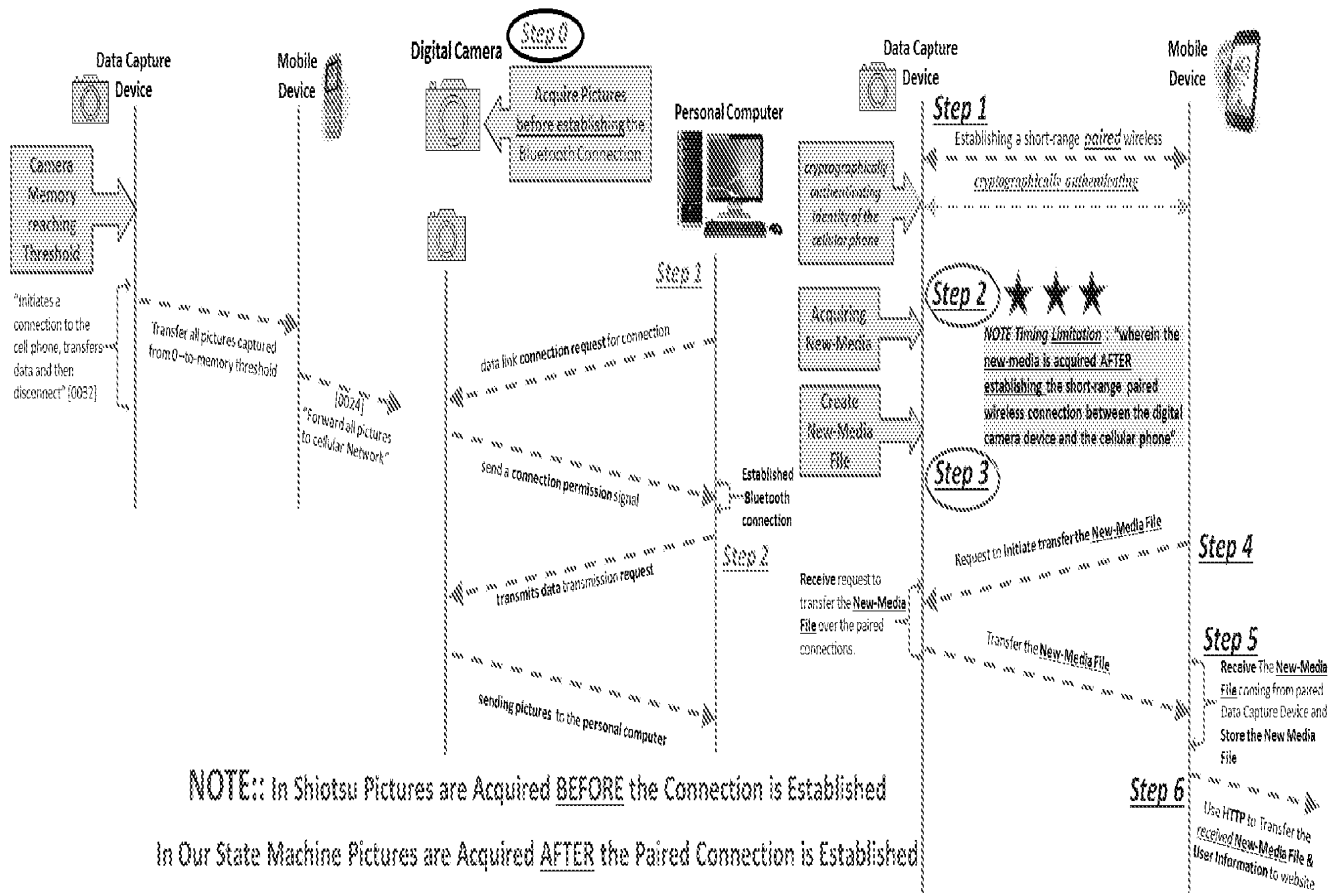 Data Capture
Device
Mobile
Device
Camera
Memory
reaching
Threshold
"Initiates a
connection to the
cell phone, transfers
data and then
disconnect" [0032]
Transfer all pictures captured
from 0-to-memory threshold
[0024]
"Forward all pictures
to cellular Network"
Digital Camera
Step 0
Acquire Pictures
before establishing the
Bluetooth Connection
Personal Computer
Step 1
data link connection request for connection
send a connection permission signal
Established
Bluetooth
connection
Step 2
transmits data transmission request
sending pictures to the personal computer
Data Capture
Device
Mobile
Device
Step 1
Establishing a short-range paired wireless
cryptographically authenticating
cryptographically
authenticating
identity of the
cellular phone
Step 2
Acquiring
New-Media
NOTE Timing Limitation : "wherein the
new-media is acquired AFTER
establishing the short-range paired
wireless connection between the digital
camera device and the cellular phone"
Create
New-Media
File
Step 3
Request to Initiate transfer the New-Media File
Step 4
Receive request to
transfer the New-Media
File over the paired
connections.
Transfer the New-Media File
Step 5
Receive The New-Media
File coming from paired
Data Capture Device and
Store the New Media
File
Step 6
Use HTTP to Transfer the
received New-Media File &
User Information to website
NOTE:: In Shiotsu Pictures are Acquired BEFORE the Connection is Established
In Our State Machine Pictures are Acquired AFTER the Paired Connection is Established